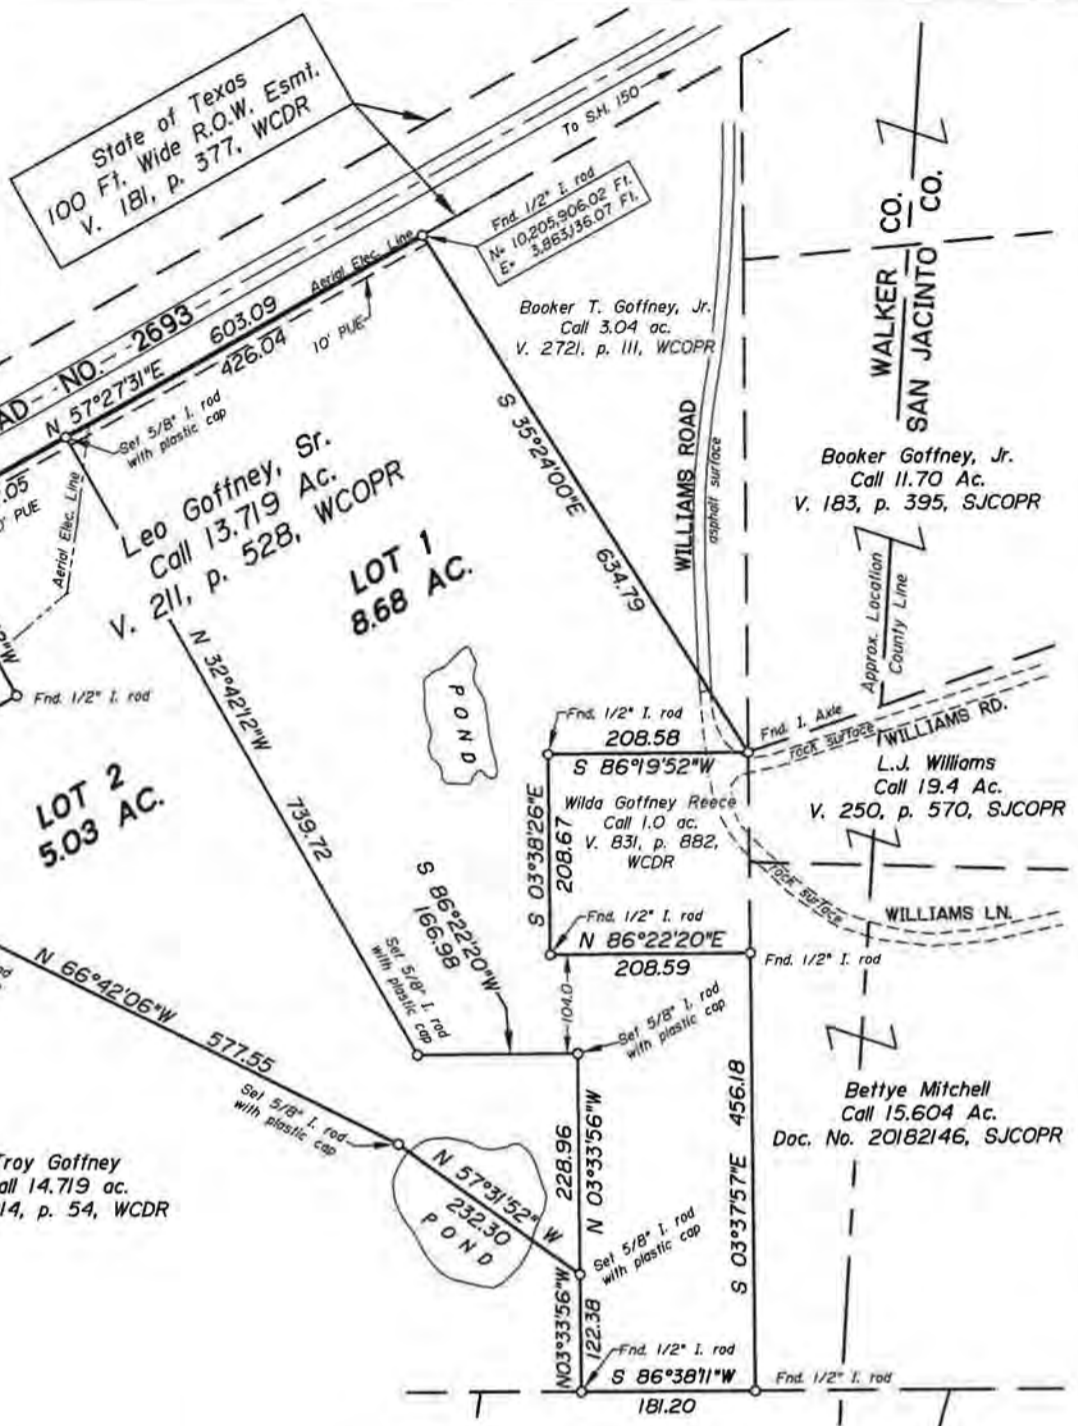 State of Texas
100 Ft. Wide R.O.W. Esmt.
V. 181, p. 377, WCDR
To S.H. 150
Fnd. 1/2" I. rod
N= 10,205,906.02 Ft.
E= 3,863,136.07 Ft.
Aerial Elec. Line
AD--NO.--2693
603.09
N 57°27'31"E
426.04
10' PUE
Set 5/8" I. rod
with plastic cap
.05
' PUE
Aerial Elec. Line
Leo Goffney, Sr.
Call 13.719 Ac.
V. 211, p. 528, WCOPR
LOT 1
8.68 AC.
Booker T. Goffney, Jr.
Call 3.04 ac.
V. 2721, p. 111, WCOPR
S 35°24'00"E
634.79
WILLIAMS ROAD
asphalt surface
WALKER CO.
SAN JACINTO CO.
Booker Goffney, Jr.
Call 11.70 Ac.
V. 183, p. 395, SJCOPR
Approx. Location
County Line
"W
Fnd. 1/2" I. rod
N 32°42'12"W
739.72
POND
LOT 2
5.03 AC.
Fnd. 1/2" I. rod
208.58
S 86°19'52"W
Fnd. I. Axle
rock surface
WILLIAMS RD.
L.J. Williams
Call 19.4 Ac.
V. 250, p. 570, SJCOPR
S 03°38'26"E
208.67
Wilda Goffney Reece
Call 1.0 ac.
V. 831, p. 882,
WCDR
rock surface
WILLIAMS LN.
Fnd. 1/2" I. rod
N 86°22'20"E
208.59
Fnd. 1/2" I. rod
S 86°22'20"W
166.98
Set 5/8" I. rod
with plastic cap
104.0
Set 5/8" I. rod
with plastic cap
N 66°42'06"W
577.55
Set 5/8" I. rod
with plastic cap
Troy Goffney
all 14.719 ac.
14, p. 54, WCDR
N 57°31'52" W
232.30
POND
228.96
N 03°33'56"W
Set 5/8" I. rod
with plastic cap
S 03°37'57"E 456.18
Bettye Mitchell
Call 15.604 Ac.
Doc. No. 20182146, SJCOPR
N03°33'56"W
122.38
Fnd. 1/2" I. rod
S 86°38'11"W
181.20
Fnd. 1/2" I. rod